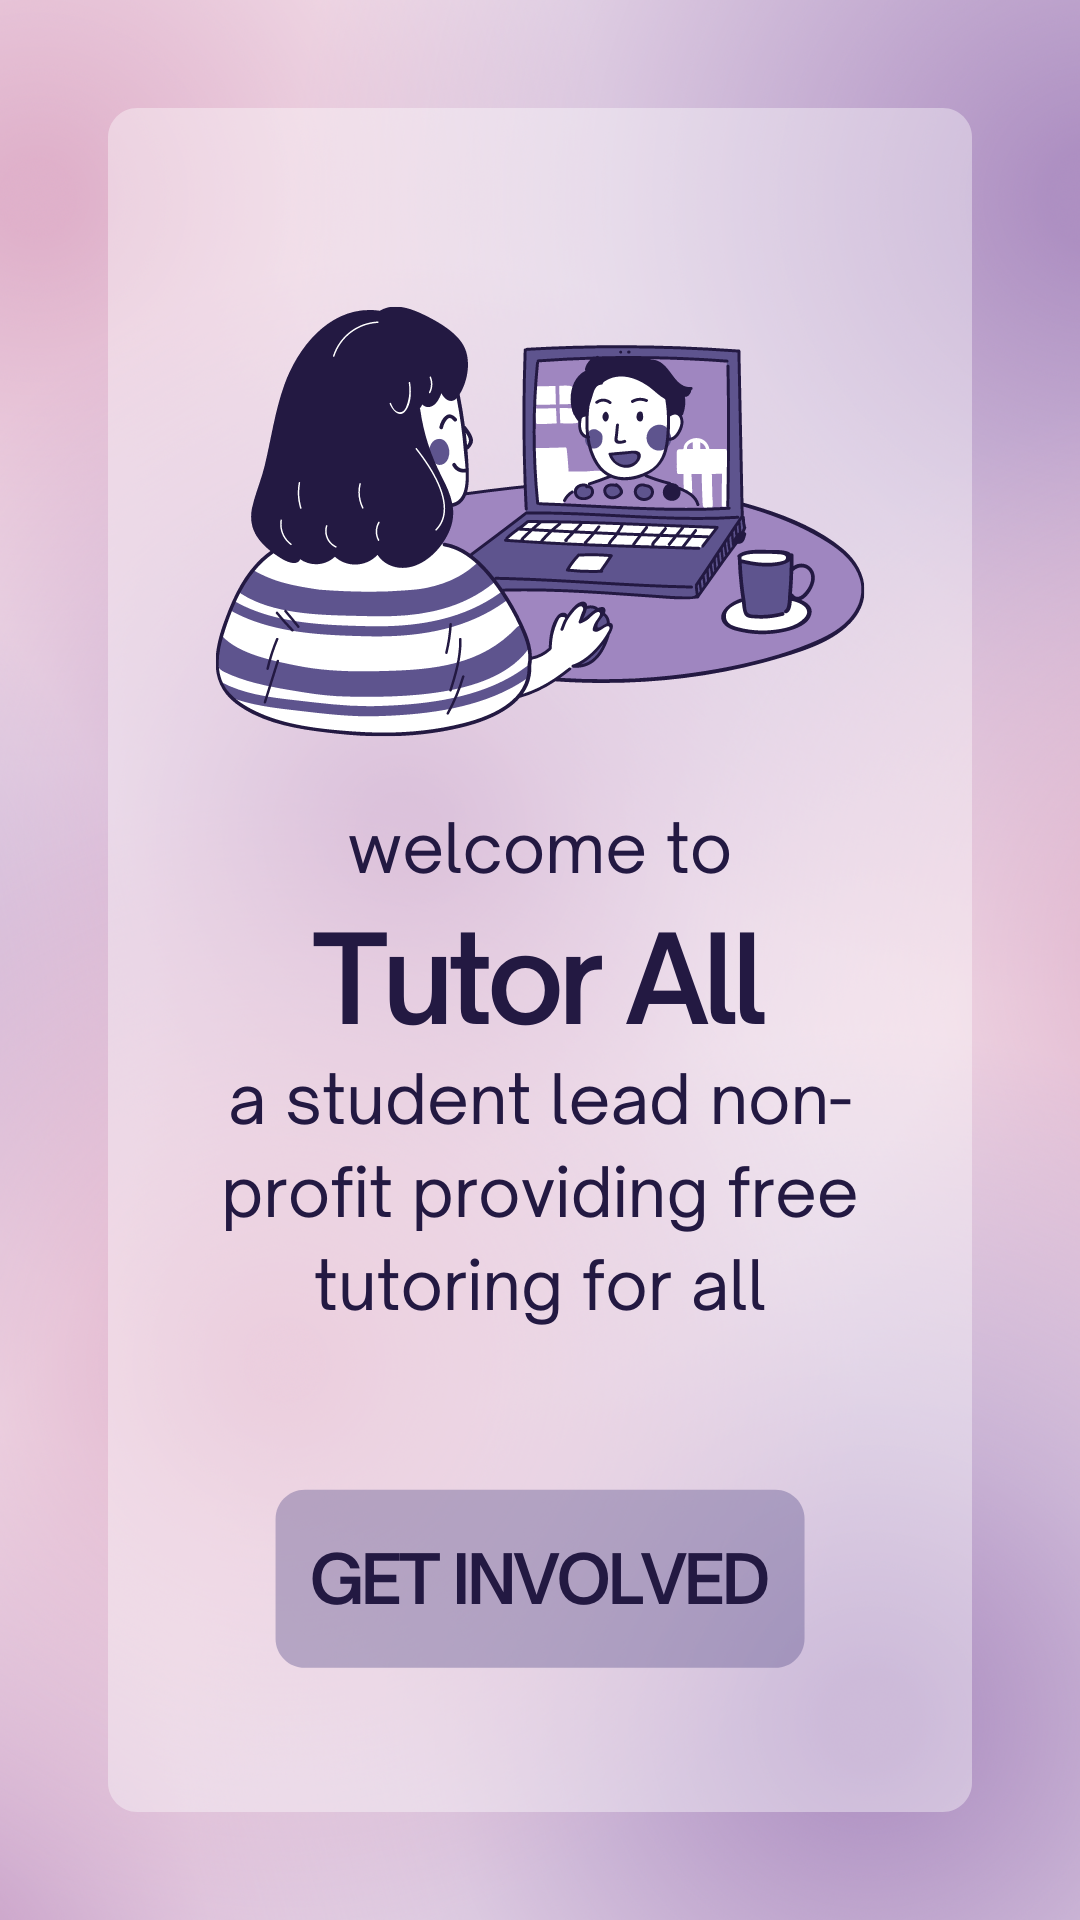 welcome to
Tutor All
a student lead non-
profit providing free
tutoring for all
GET INVOLVED